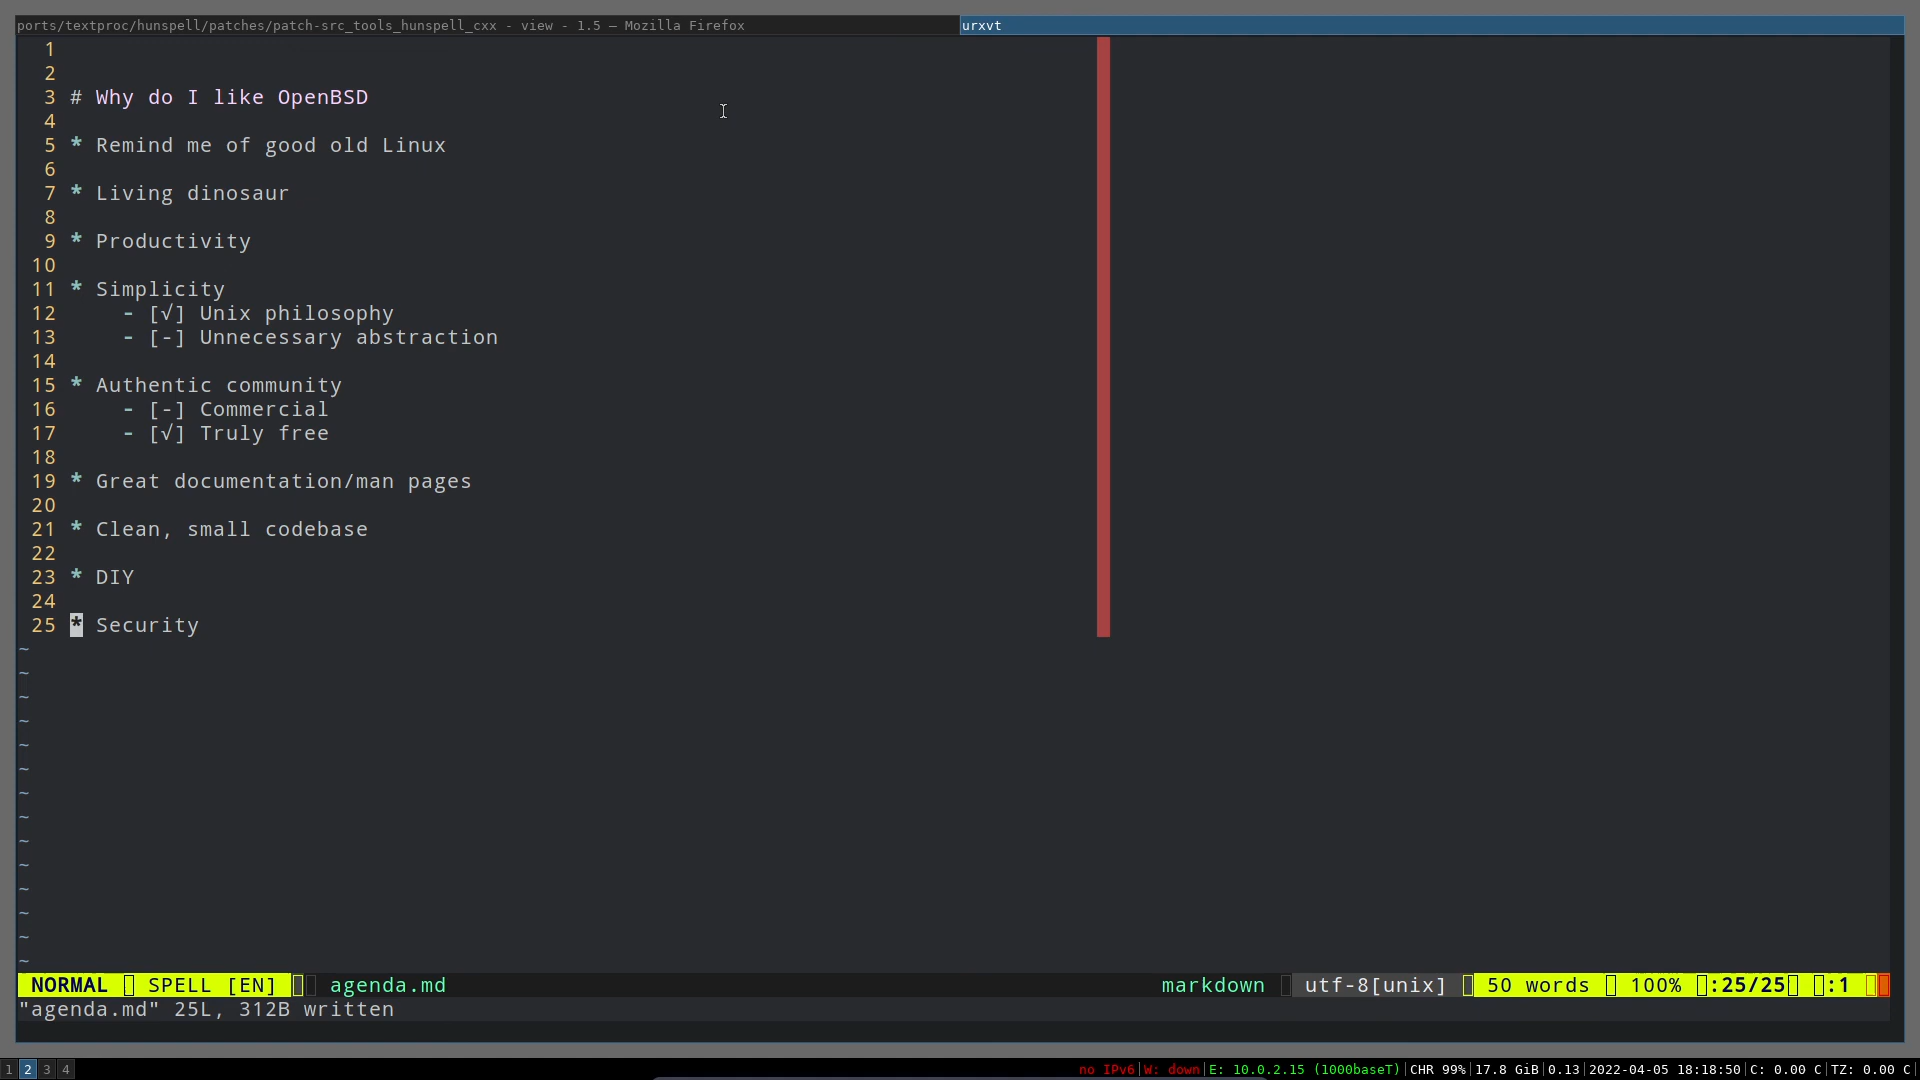 ports/textproc/hunspell/patches/patch-src_tools_hunspell_cxx - view - 1.5 — Mozilla Firefox
urxvt
1
2
3 # Why do I like OpenBSD
4
5 * Remind me of good old Linux
6
7 * Living dinosaur
8
9 * Productivity
10
11 * Simplicity
12 - [√] Unix philosophy
13 - [-] Unnecessary abstraction
14
15 * Authentic community
16 - [-] Commercial
17 - [√] Truly free
18
19 * Great documentation/man pages
20
21 * Clean, small codebase
22
23 * DIY
24
25 * Security
~
~
~
~
~
~
~
~
~
~
~
~
~
~
NORMAL SPELL [EN] agenda.md markdown utf-8[unix] 50 words 100% :25/25 :1
"agenda.md" 25L, 312B written
1 2 3 4 no IPv6|W: down|E: 10.0.2.15 (1000baseT)|CHR 99%|17.8 GiB|0.13|2022-04-05 18:18:50|C: 0.00 C|TZ: 0.00 C|